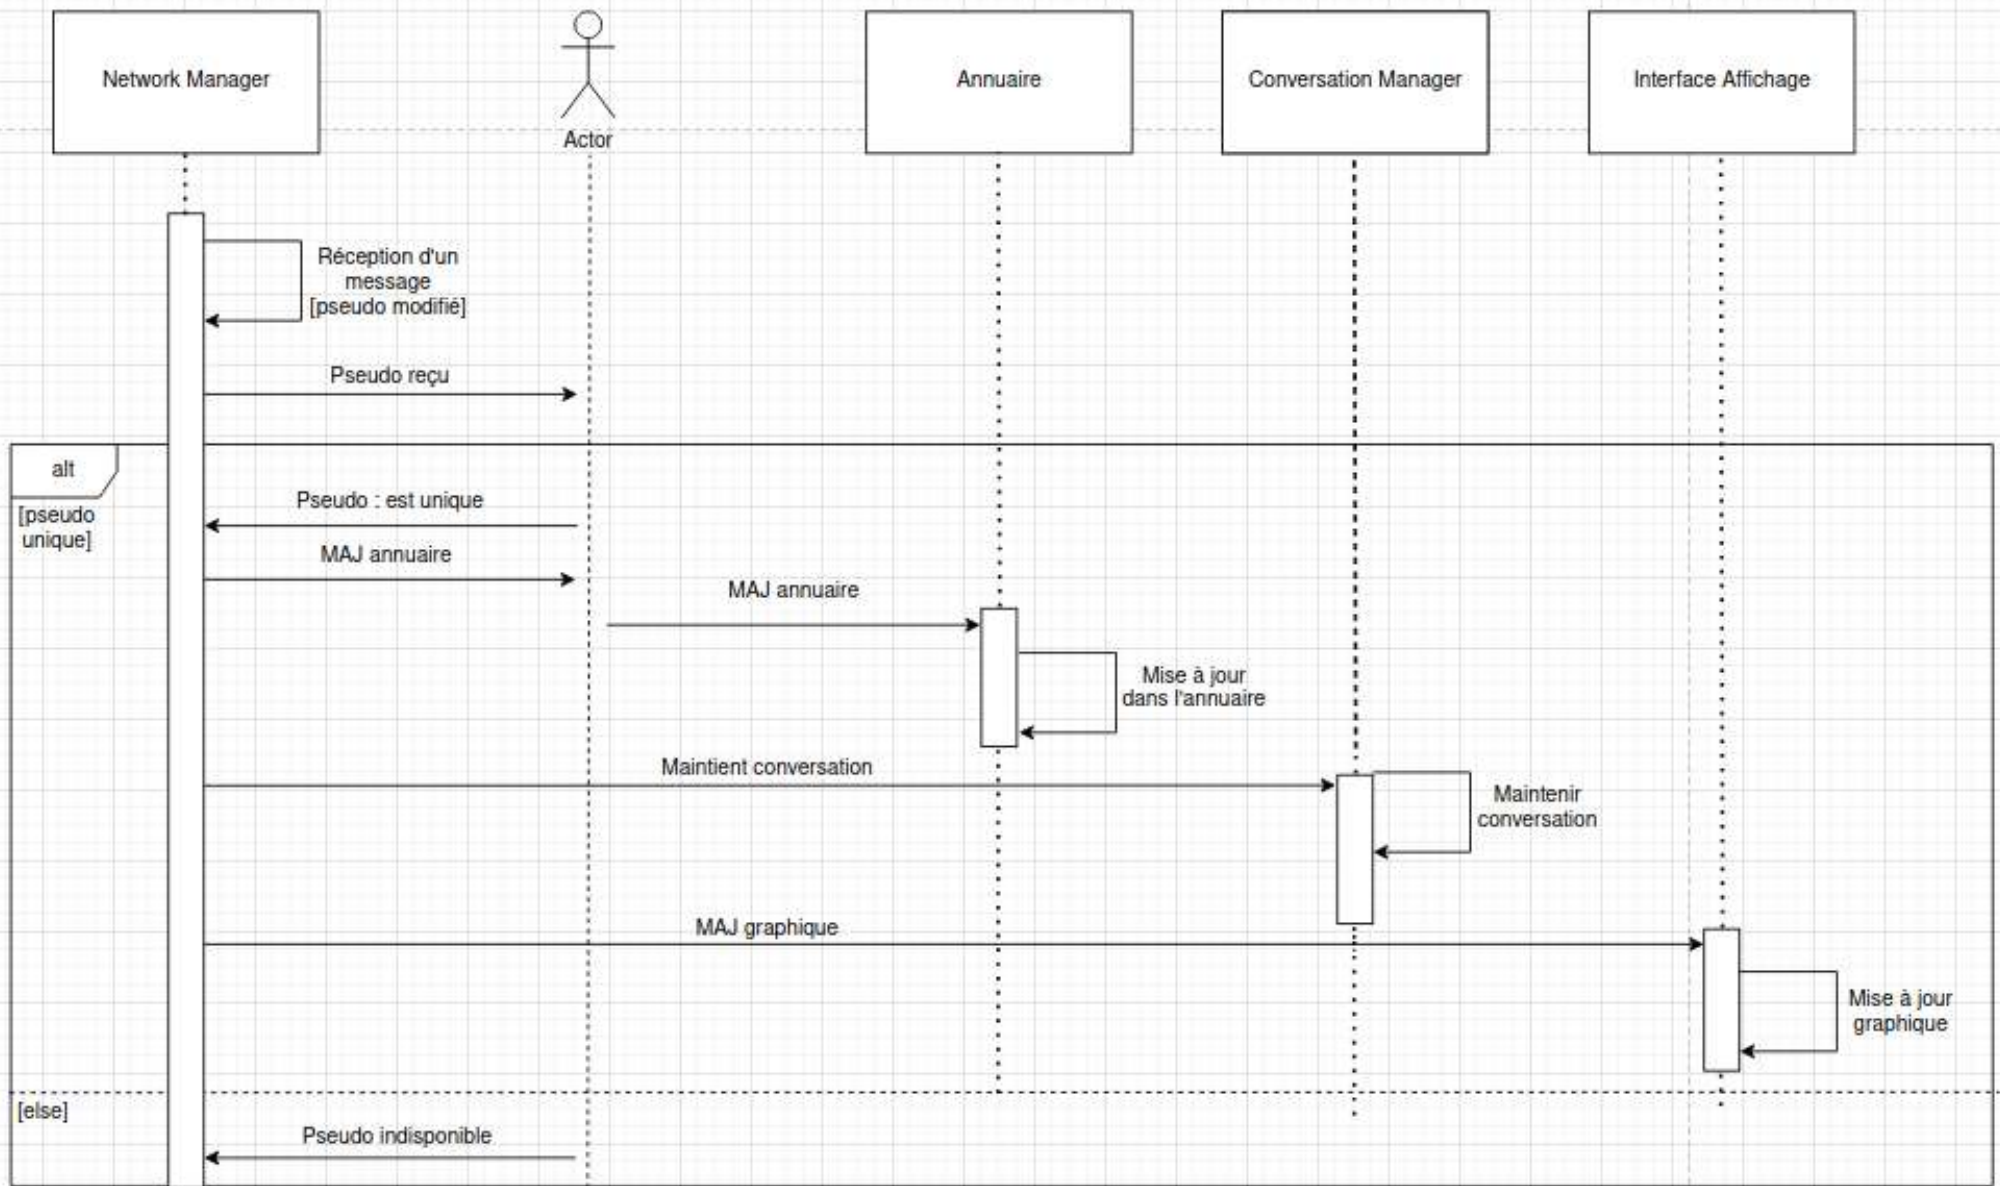 Network Manager
Actor
Annuaire
Conversation Manager
Interface Affichage
Réception d'un
message
[pseudo modifié]
Pseudo reçu
alt
[pseudo
unique]
Pseudo : est unique
MAJ annuaire
MAJ annuaire
Mise à jour
dans l'annuaire
Maintient conversation
Maintenir
conversation
MAJ graphique
Mise à jour
graphique
[else]
Pseudo indisponible